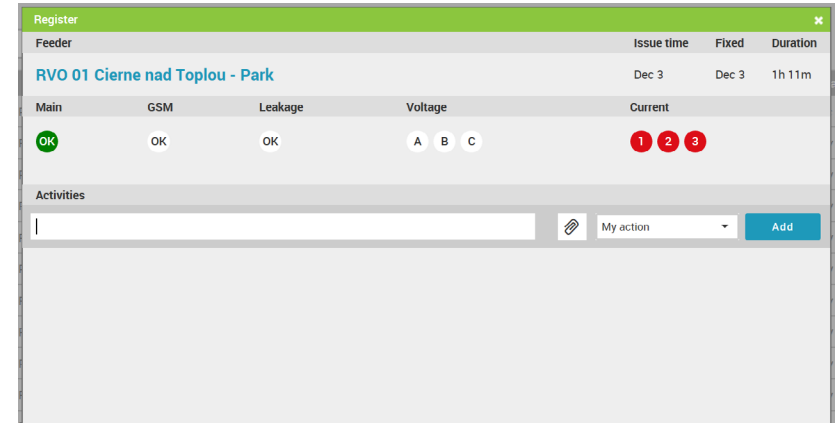 Register
Feeder Issue time Fixed Duration
RVO 01 Cierne nad Toplou - Park Dec 3 Dec 3 1h 11m
Main GSM Leakage Voltage Current
OK OK OK A B C 1 2 3
Activities
My action Add